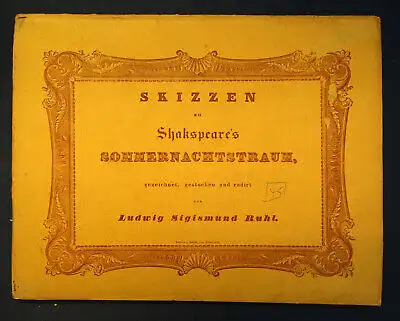 SKIZZEN
zu
Shakspeare's
SOMMERNACHTSTRAUM,
gezeichnet, gestochen und radirt
von
Ludwig Sigismund Ruhl.